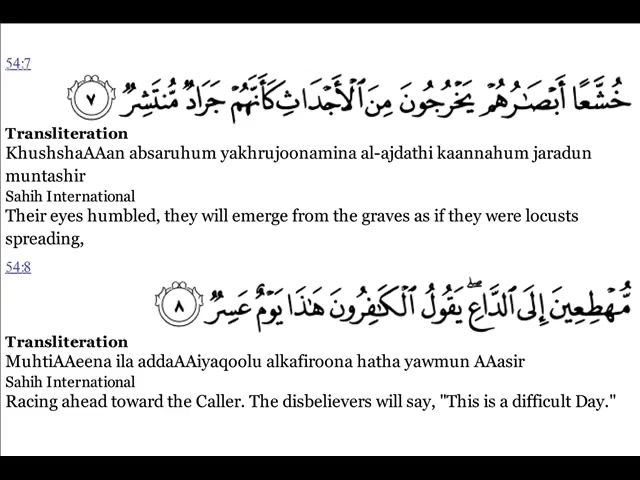 54:7
خُشَّعًا أَبْصَٰرُهُمْ يَخْرُجُونَ مِنَ ٱلْأَجْدَاثِ كَأَنَّهُمْ جَرَادٌ مُّنتَشِرٌ ٧
Transliteration
KhushshaAAan absaruhum yakhrujoonamina al-ajdathi kaannahum jaradun
muntashir
Sahih International
Their eyes humbled, they will emerge from the graves as if they were locusts
spreading,
54:8
مُّهْطِعِينَ إِلَى ٱلدَّاعِ ۖ يَقُولُ ٱلْكَٰفِرُونَ هَٰذَا يَوْمٌ عَسِرٌ ٨
Transliteration
MuhtiAAeena ila addaAAiyaqoolu alkafiroona hatha yawmun AAasir
Sahih International
Racing ahead toward the Caller. The disbelievers will say, "This is a difficult Day."